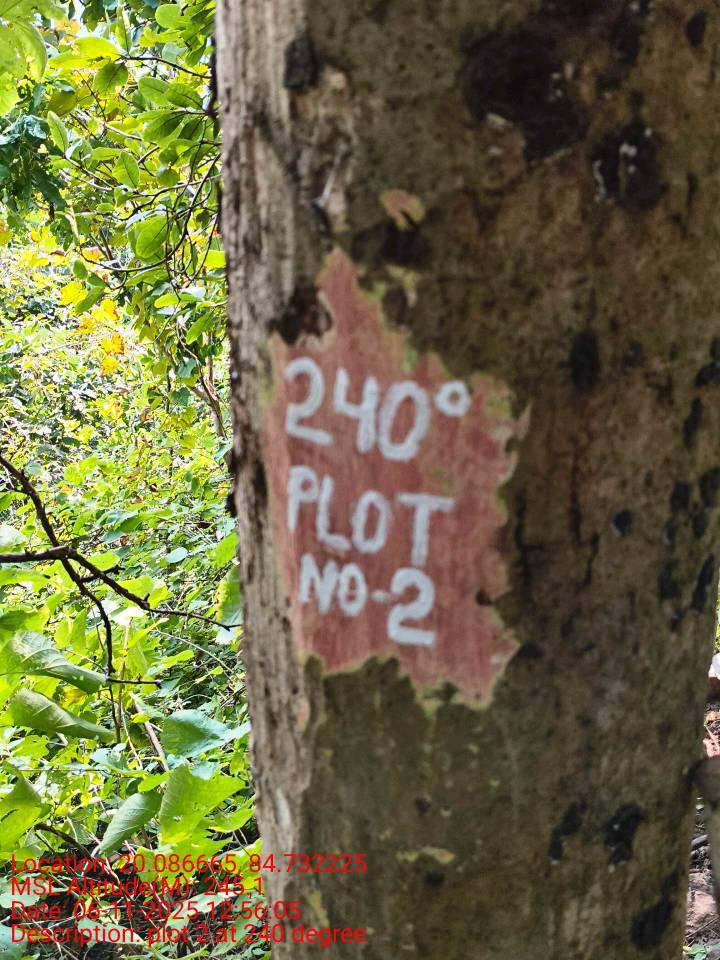 240°
PLOT
NO-2
Location: 20.086665, 84.732225
MSL Altitude(M): 245.1
Date: 06-11-2025 12:56:05
Description: plot 2 at 240 degree